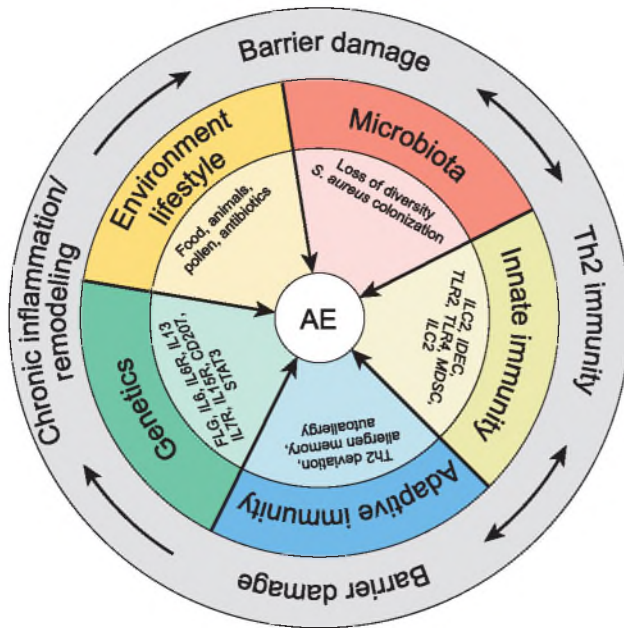 Barrier damage
Th2 immunity
Barrier damage
Chronic inflammation/
remodeling
Microbiota
Loss of diversity
S. aureus colonization
Innate immunity
ILC2, IDEC,
TLR2, TLR4, MDSC,
ILC2
Adaptive immunity
Th2 deviation,
allergen memory,
autoallergy
Genetics
FLG, IL6, IL6R, IL13
IL7R, IL15R, CD207,
STAT3
Environment
lifestyle
Food, animals,
pollen, antibiotics
AE